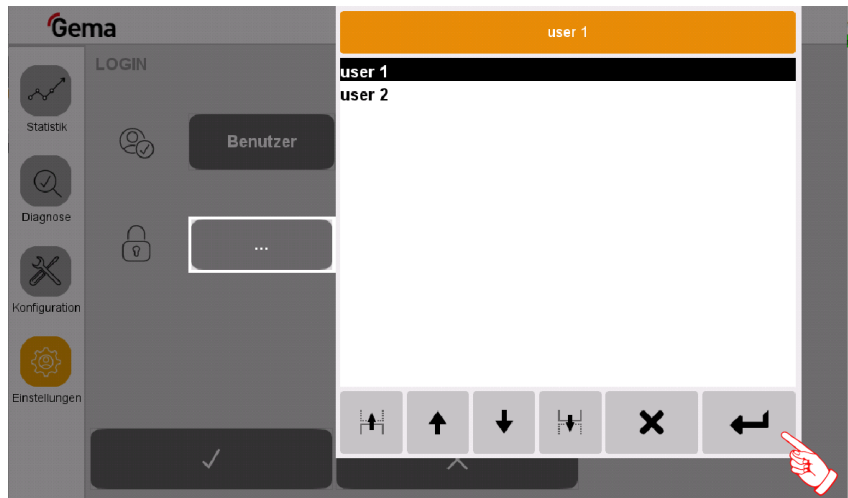 Gema
user 1
LOGIN
user 1
user 2
Statistik
Benutzer
Diagnose
...
Konfiguration
Einstellungen